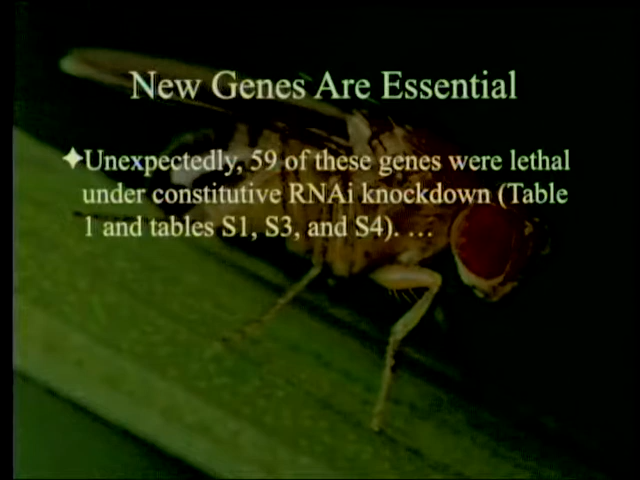 New Genes Are Essential
✦Unexpectedly, 59 of these genes were lethal
under constitutive RNAi knockdown (Table
1 and tables S1, S3, and S4). …